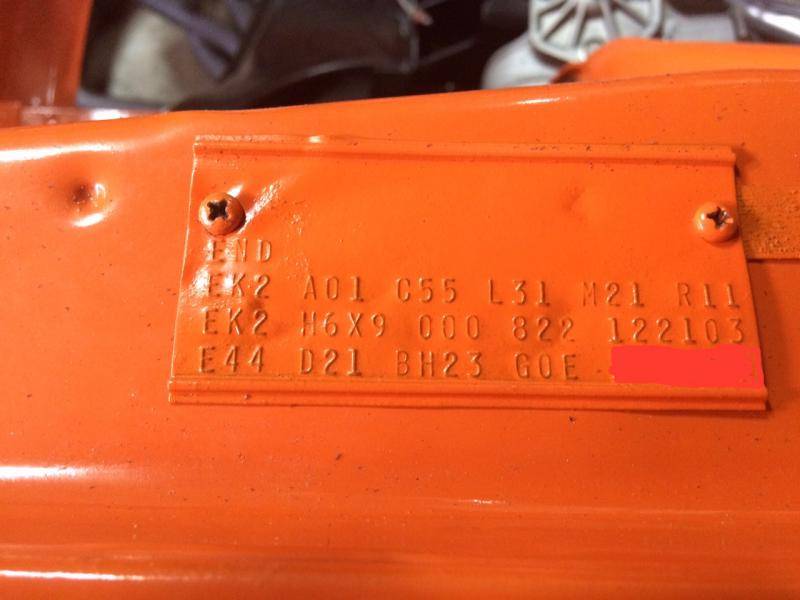 END
EK2 A01 C55 L31 M21 R11
EK2 H6X9 000 822 122103
E44 D21 BH23 G0E